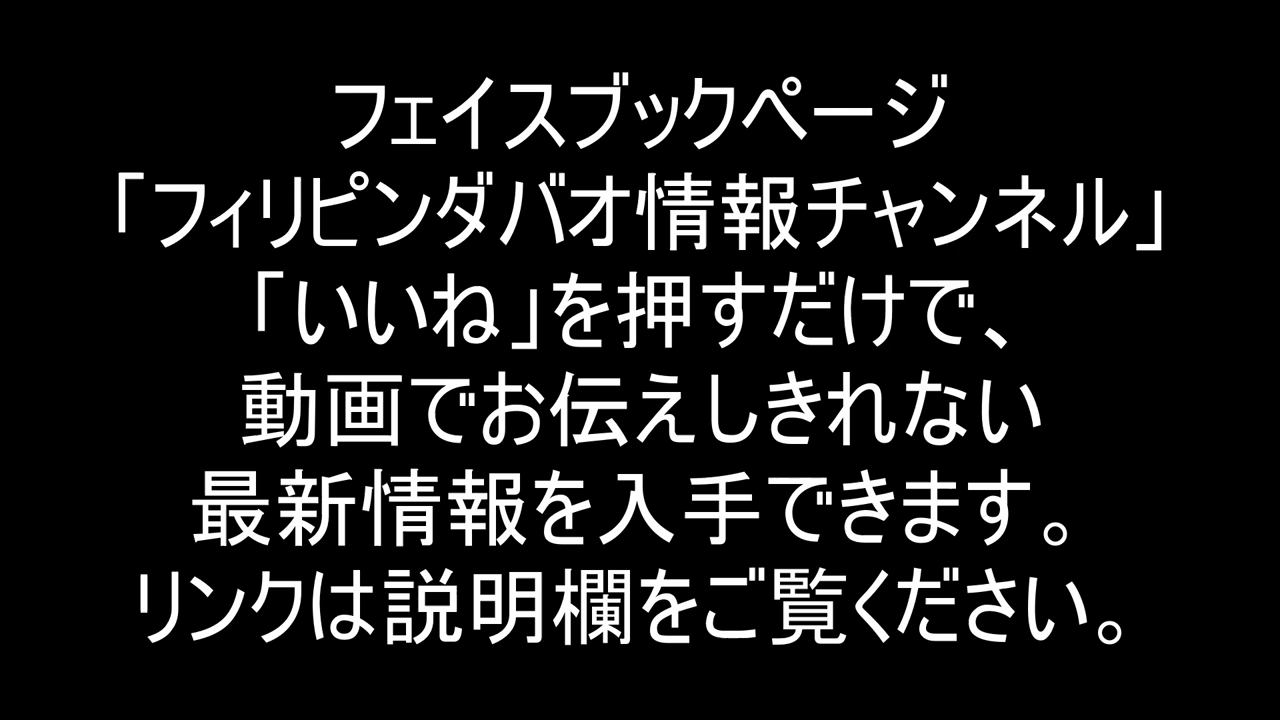 フェイスブックページ
「フィリピンダバオ情報チャンネル」
「いいね」を押すだけで、
動画でお伝えしきれない
最新情報を入手できます。
リンクは説明欄をご覧ください。